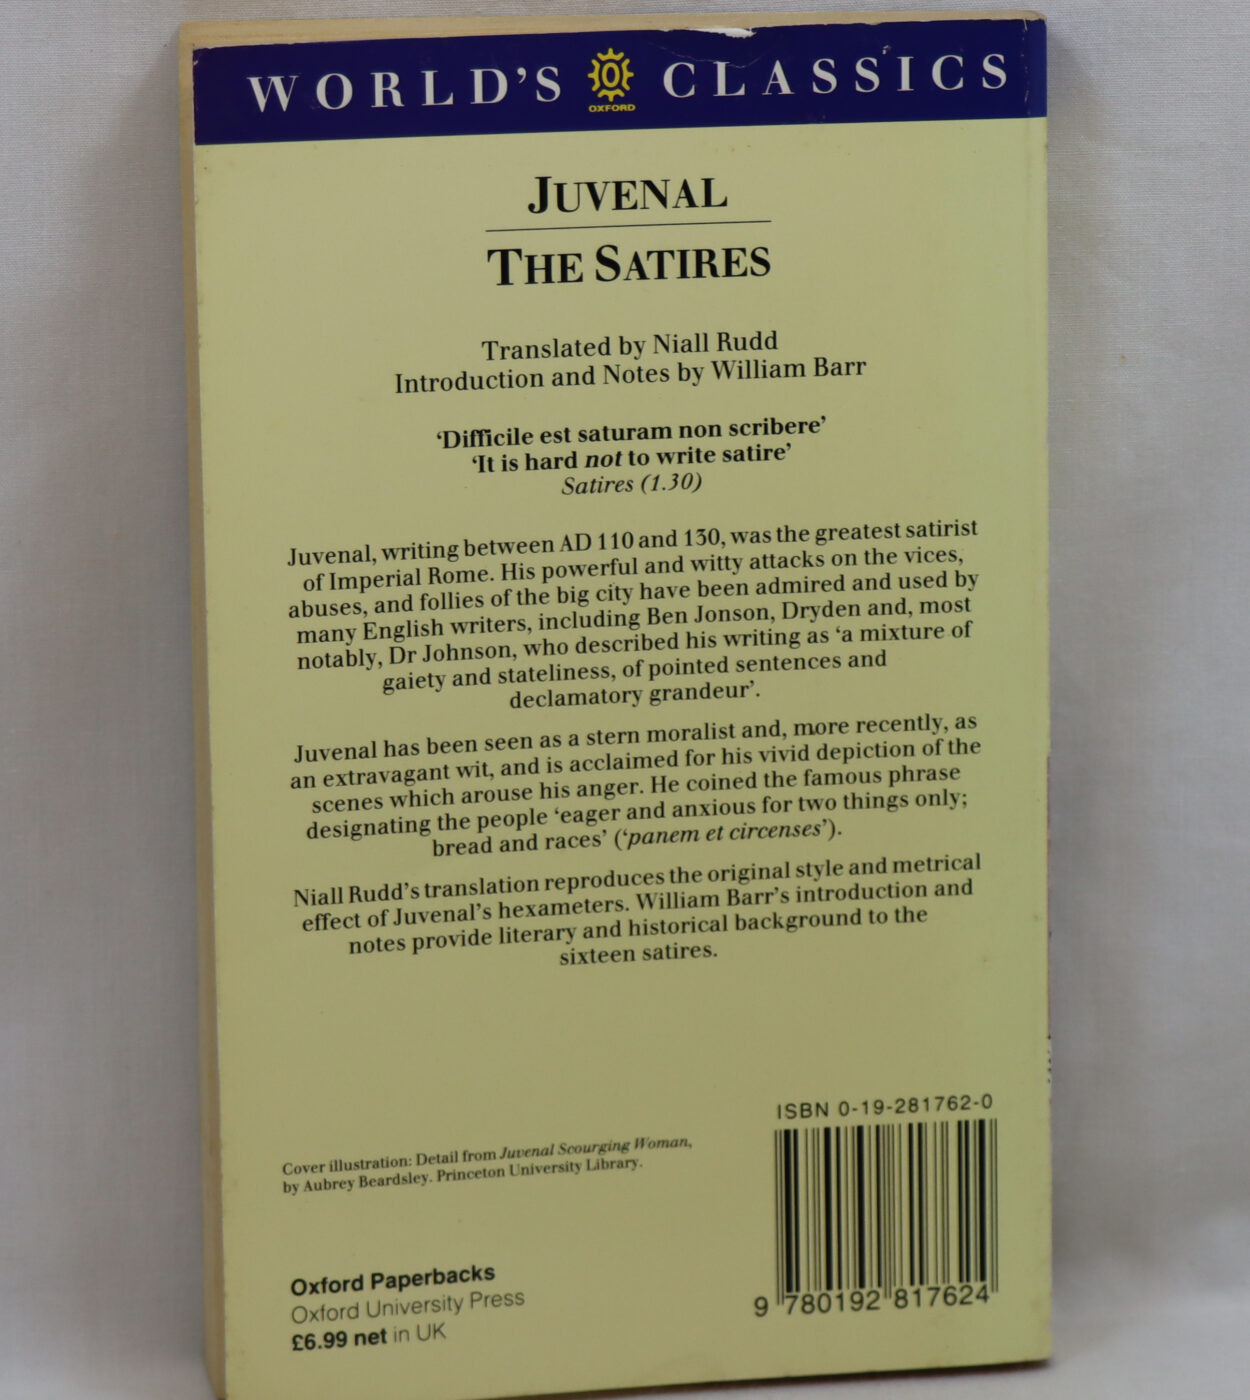 WORLD'S CLASSICS
OXFORD
JUVENAL
THE SATIRES
Translated by Niall Rudd
Introduction and Notes by William Barr
‘Difficile est saturam non scribere’
‘It is hard not to write satire’
Satires (1.30)
Juvenal, writing between AD 110 and 130, was the greatest satirist
of Imperial Rome. His powerful and witty attacks on the vices,
abuses, and follies of the big city have been admired and used by
many English writers, including Ben Jonson, Dryden and, most
notably, Dr Johnson, who described his writing as ‘a mixture of
gaiety and stateliness, of pointed sentences and
declamatory grandeur’.
Juvenal has been seen as a stern moralist and, more recently, as
an extravagant wit, and is acclaimed for his vivid depiction of the
scenes which arouse his anger. He coined the famous phrase
designating the people ‘eager and anxious for two things only;
bread and races’ (‘panem et circenses’).
Niall Rudd's translation reproduces the original style and metrical
effect of Juvenal's hexameters. William Barr's introduction and
notes provide literary and historical background to the
sixteen satires.
ISBN 0-19-281762-0
Cover illustration: Detail from Juvenal Scourging Woman,
by Aubrey Beardsley. Princeton University Library.
9 780192 817624
Oxford Paperbacks
Oxford University Press
£6.99 net in UK